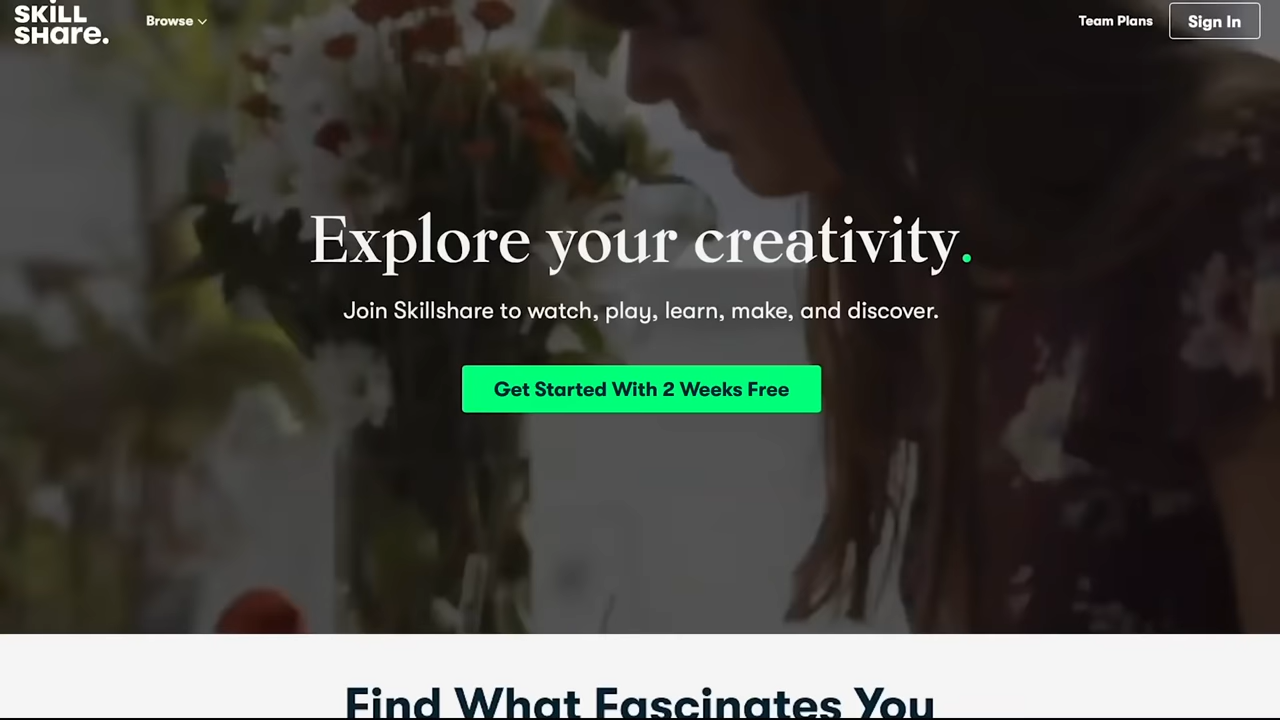 SKiLL
SHare.
Browse
Team Plans
Sign In
Explore your creativity.
Join Skillshare to watch, play, learn, make, and discover.
Get Started With 2 Weeks Free
Find What Fascinates You